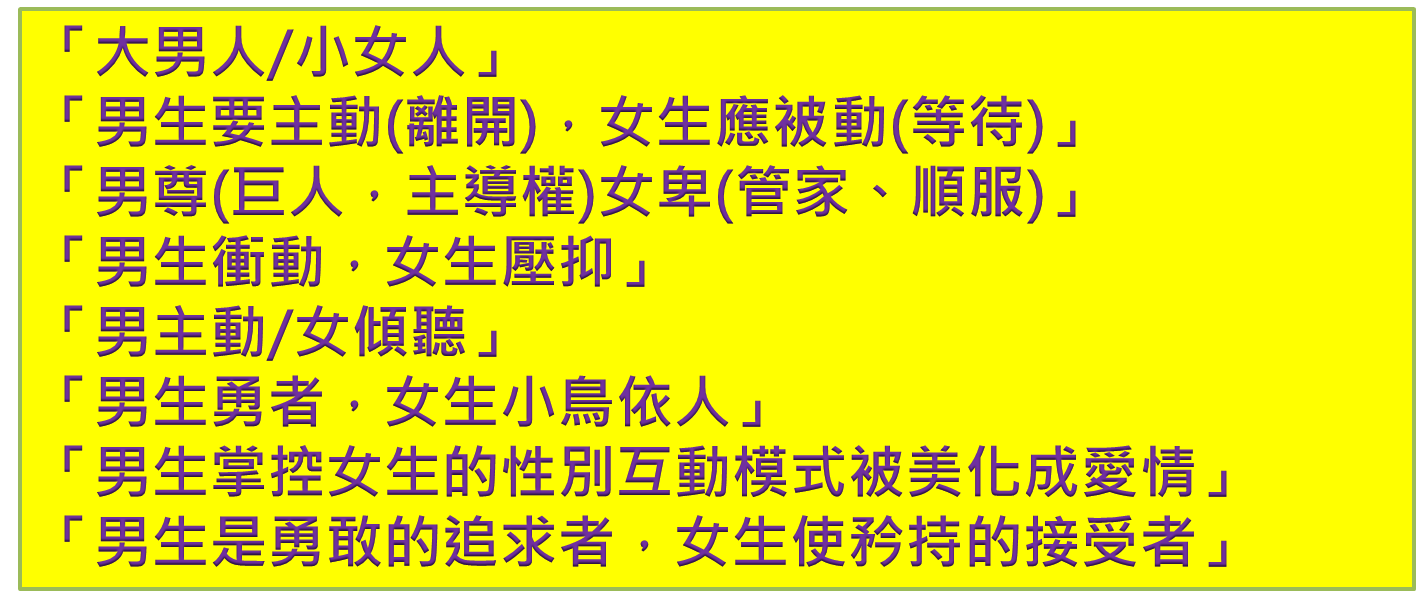 「大男人/小女人」
「男生要主動(離開)，女生應被動(等待)」
「男尊(巨人，主導權)女卑(管家、順服)」
「男生衝動，女生壓抑」
「男主動/女傾聽」
「男生勇者，女生小鳥依人」
「男生掌控女生的性別互動模式被美化成愛情」
「男生是勇敢的追求者，女生使矜持的接受者」